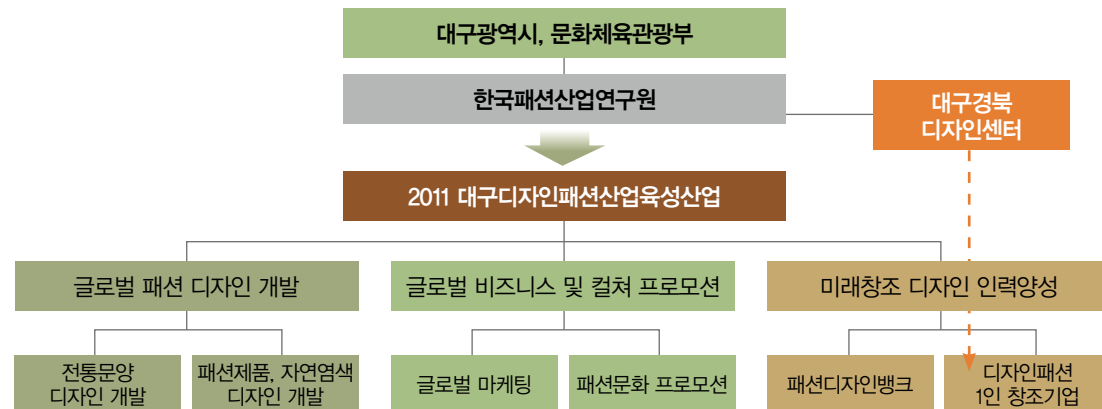 대구광역시, 문화체육관광부
한국패션산업연구원
대구경북
디자인센터
2011 대구디자인패션산업육성산업
글로벌 패션 디자인 개발
글로벌 비즈니스 및 컬쳐 프로모션
미래창조 디자인 인력양성
전통문양
디자인 개발
패션제품, 자연염색
디자인 개발
글로벌 마케팅
패션문화 프로모션
패션디자인뱅크
디자인패션
1인 창조기업